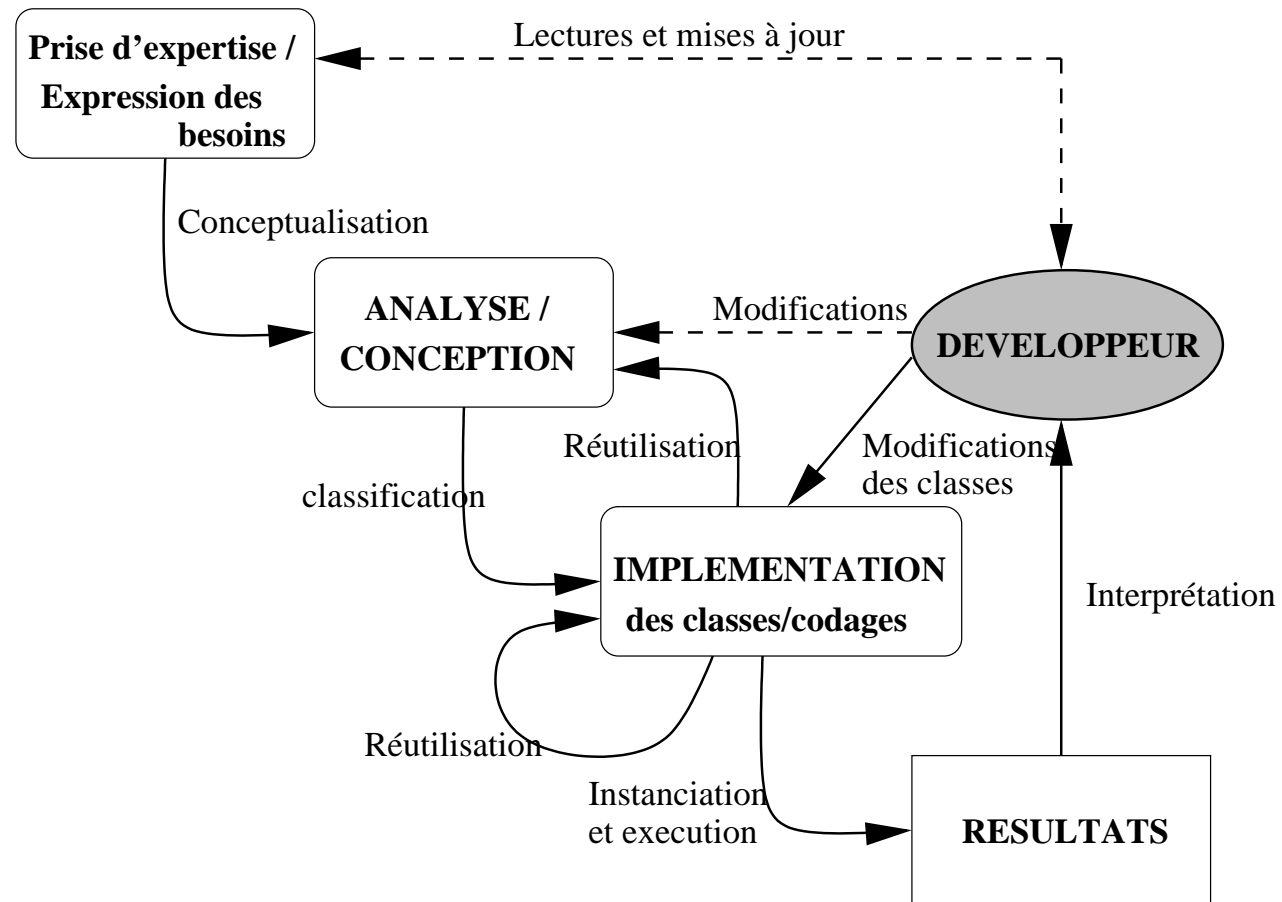 Lectures et mises à jour
Prise d'expertise /
Expression des
besoins
Conceptualisation
ANALYSE /
CONCEPTION
Modifications
DEVELOPPEUR
Réutilisation
Modifications
des classes
classification
IMPLEMENTATION
des classes/codages
Interprétation
Réutilisation
Instanciation
et execution
RESULTATS